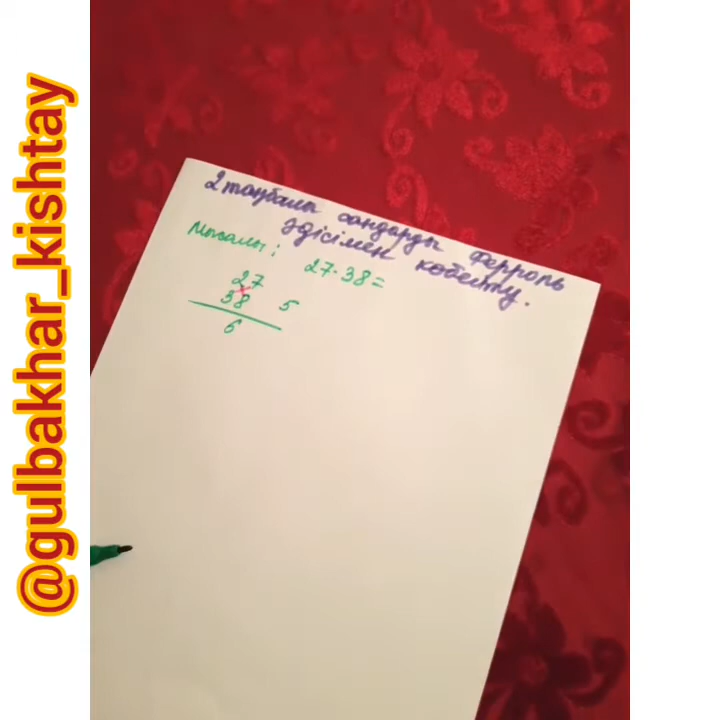 @gulbakhar_kishtay
2 таңбалы сандарды Ферроль
әдісімен көбейту.
Мысалы: 27·38=
27
38 5
6